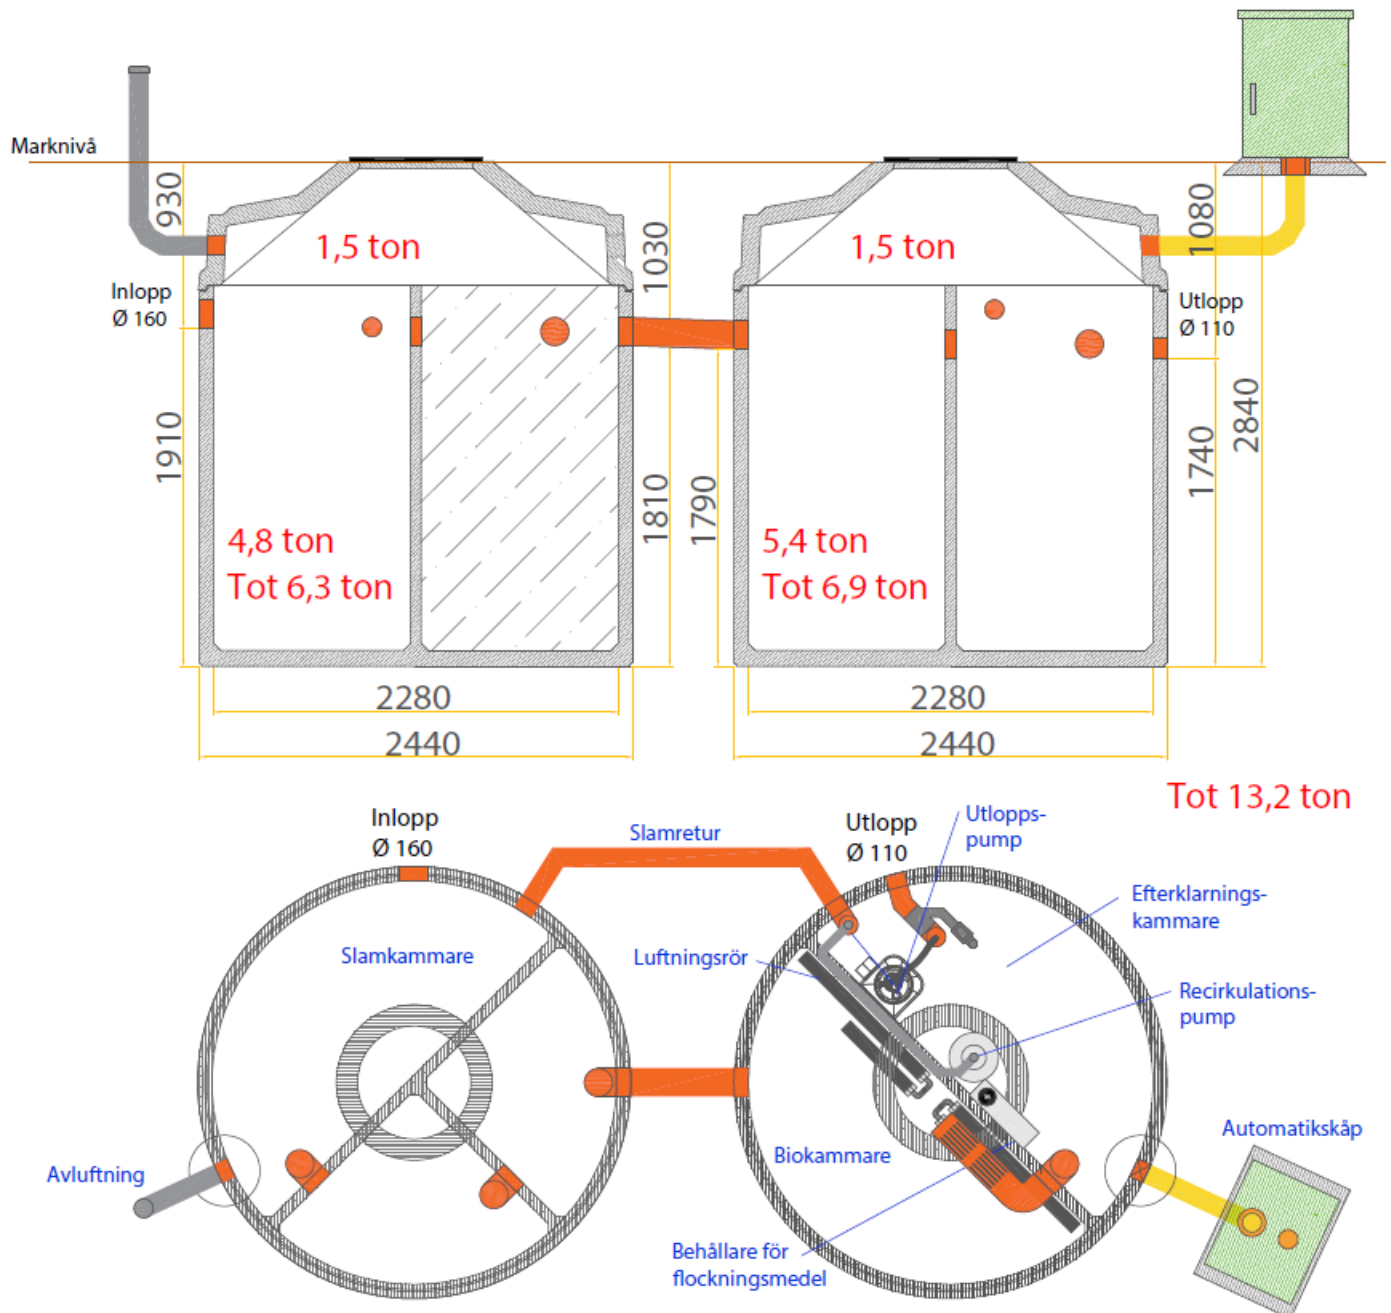 Marknivå
930
1,5 ton
1030
1,5 ton
1080
Inlopp
Ø 160
Utlopp
Ø 110
1910
4,8 ton
Tot 6,3 ton
1810
1790
5,4 ton
Tot 6,9 ton
1740
2840
2280
2440
2280
2440
Tot 13,2 ton
Inlopp
Ø 160
Slamretur
Utlopp
Ø 110
Utlopps-
pump
Efterklarnings-
kammare
Slamkammare
Luftningsrör
Recirkulations-
pump
Avluftning
Biokammare
Automatikskåp
Behållare för
flockningsmedel